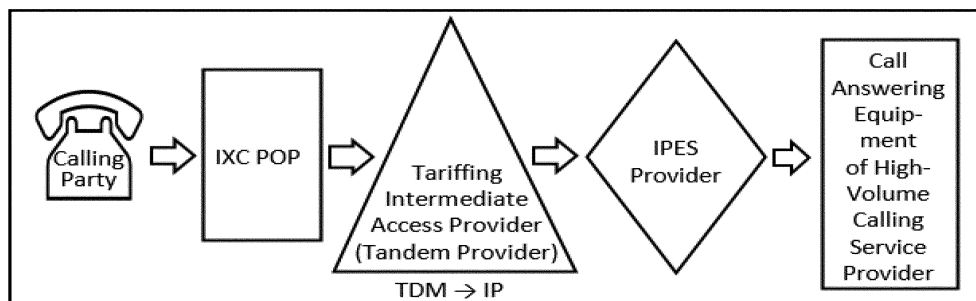 Calling
Party
IXC POP
Tariffing
Intermediate
Access Provider
(Tandem Provider)
TDM → IP
IPES
Provider
Call
Answering
Equip-
ment
of High-
Volume
Calling
Service
Provider